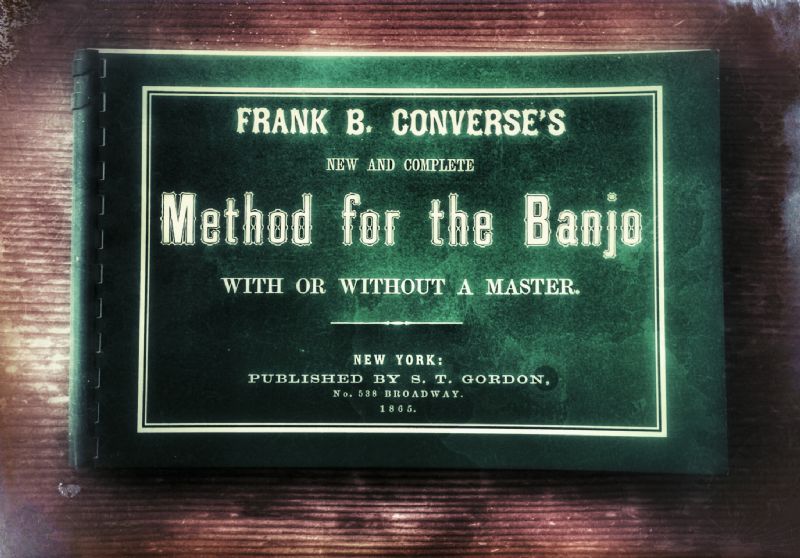 FRANK B. CONVERSE'S
NEW AND COMPLETE
Method for the Banjo
WITH OR WITHOUT A MASTER.
NEW YORK:
PUBLISHED BY S. T. GORDON,
No. 538 BROADWAY.
1865.